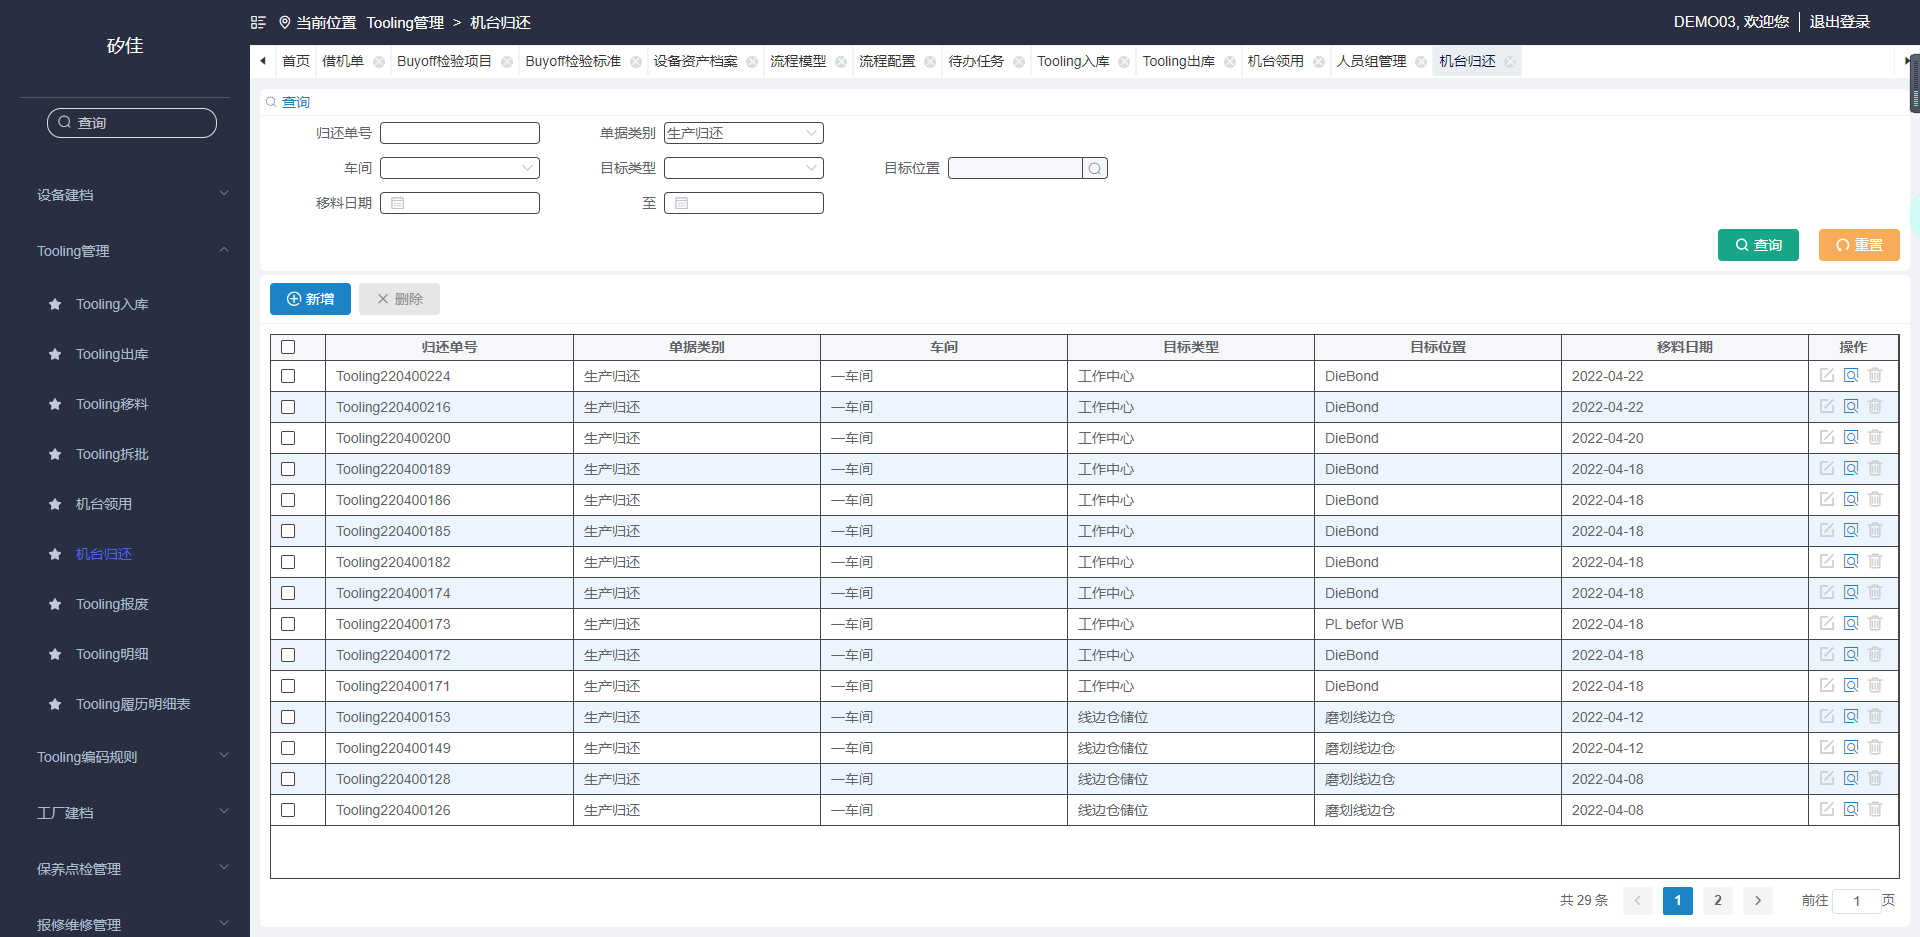 矽佳
查询
设备建档
Tooling管理
Tooling入库
Tooling出库
Tooling移料
Tooling拆批
机台领用
机台归还
Tooling报废
Tooling明细
Tooling履历明细表
Tooling编码规则
工厂建档
保养点检管理
报修维修管理
当前位置 Tooling管理 > 机台归还
DEMO03, 欢迎您 退出登录
首页 借机单 Buyoff检验项目 Buyoff检验标准 设备资产档案 流程模型 流程配置 待办任务 Tooling入库 Tooling出库 机台领用 人员组管理 机台归还
查询
归还单号 单据类别 生产归还
车间 目标类型 目标位置
移料日期 至
查询 重置
新增 删除
归还单号 单据类别 车间 目标类型 目标位置 移料日期 操作
Tooling220400224 生产归还 一车间 工作中心 DieBond 2022-04-22
Tooling220400216 生产归还 一车间 工作中心 DieBond 2022-04-22
Tooling220400200 生产归还 一车间 工作中心 DieBond 2022-04-20
Tooling220400189 生产归还 一车间 工作中心 DieBond 2022-04-18
Tooling220400186 生产归还 一车间 工作中心 DieBond 2022-04-18
Tooling220400185 生产归还 一车间 工作中心 DieBond 2022-04-18
Tooling220400182 生产归还 一车间 工作中心 DieBond 2022-04-18
Tooling220400174 生产归还 一车间 工作中心 DieBond 2022-04-18
Tooling220400173 生产归还 一车间 工作中心 PL befor WB 2022-04-18
Tooling220400172 生产归还 一车间 工作中心 DieBond 2022-04-18
Tooling220400171 生产归还 一车间 工作中心 DieBond 2022-04-18
Tooling220400153 生产归还 一车间 线边仓储位 磨划线边仓 2022-04-12
Tooling220400149 生产归还 一车间 线边仓储位 磨划线边仓 2022-04-12
Tooling220400128 生产归还 一车间 线边仓储位 磨划线边仓 2022-04-08
Tooling220400126 生产归还 一车间 线边仓储位 磨划线边仓 2022-04-08
共 29 条 < 1 2 > 前往 1 页